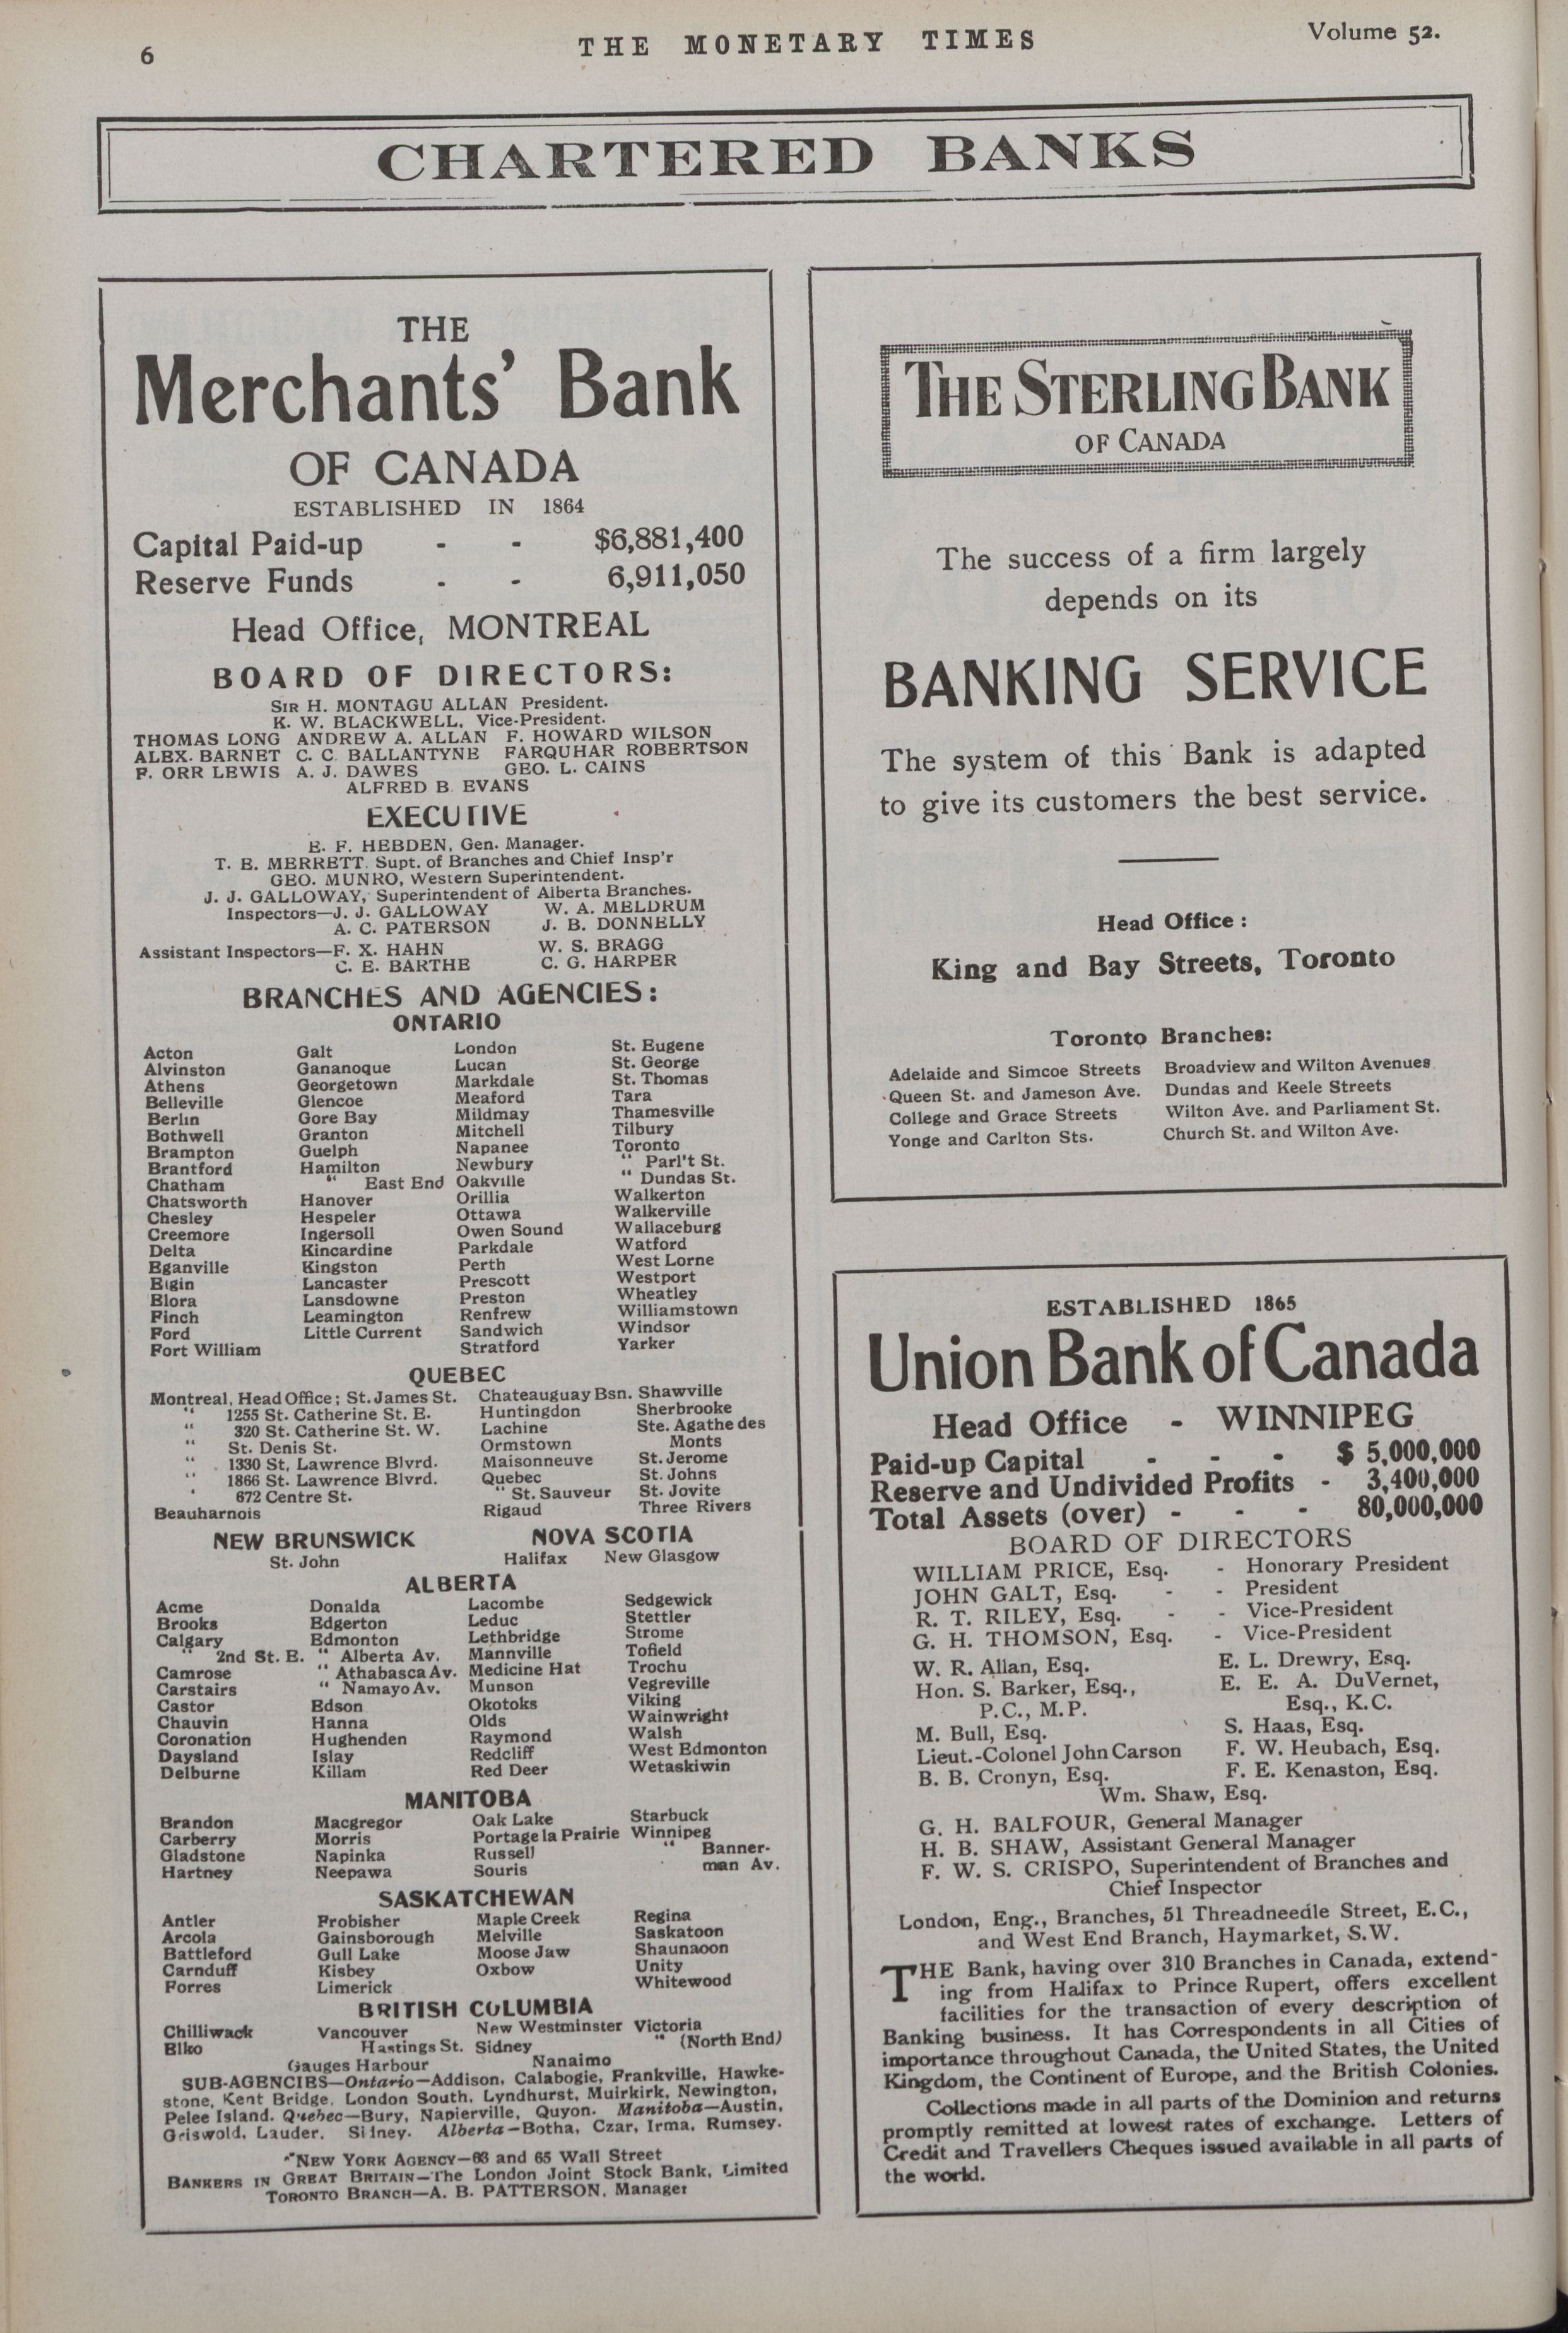 6
THE MONETARY TIMES
Volume 52.
CHARTERED BANKS
THE
Merchants' Bank
OF CANADA
ESTABLISHED IN 1864
Capital Paid-up - - $6,881,400
Reserve Funds - - 6,911,050
Head Office, MONTREAL
BOARD OF DIRECTORS:
SIR H. MONTAGU ALLAN President.
K. W. BLACKWELL, Vice-President.
THOMAS LONG ANDREW A. ALLAN F. HOWARD WILSON
ALEX. BARNET C. C. BALLANTYNE FARQUHAR ROBERTSON
F. ORR LEWIS A. J. DAWES GEO. L. CAINS
ALFRED B. EVANS
EXECUTIVE
E. F. HEBDEN, Gen. Manager.
T. E. MERRETT. Supt. of Branches and Chief Insp'r
GEO. MUNRO, Western Superintendent.
J. J. GALLOWAY, Superintendent of Alberta Branches.
Inspectors—J. J. GALLOWAY W. A. MELDRUM
A. C. PATERSON J. B. DONNELLY
Assistant Inspectors—F. X. HAHN W. S. BRAGG
C. E. BARTHE C. G. HARPER
BRANCHES AND AGENCIES:
ONTARIO
Acton Galt London St. Eugene
Alvinston Gananoque Lucan St. George
Athens Georgetown Markdale St. Thomas
Belleville Glencoe Meaford Tara
Berlin Gore Bay Mildmay Thamesville
Bothwell Granton Mitchell Tilbury
Brampton Guelph Napanee Toronto
Brantford Hamilton Newbury " Parl't St.
Chatham " East End Oakville " Dundas St.
Chatsworth Hanover Orillia Walkerton
Chesley Hespeler Ottawa Walkerville
Creemore Ingersoll Owen Sound Wallaceburg
Delta Kincardine Parkdale Watford
Eganville Kingston Perth West Lorne
Elgin Lancaster Prescott Westport
Elora Lansdowne Preston Wheatley
Finch Leamington Renfrew Williamstown
Ford Little Current Sandwich Windsor
Fort William Stratford Yarker
QUEBEC
Montreal, Head Office; St. James St. Chateauguay Bsn. Shawville
" 1255 St. Catherine St. E. Huntingdon Sherbrooke
" 320 St. Catherine St. W. Lachine Ste. Agathe des
" St. Denis St. Ormstown Monts
" 1330 St. Lawrence Blvrd. Maisonneuve St. Jerome
" 1866 St. Lawrence Blvrd. Quebec St. Johns
' 672 Centre St. " St. Sauveur St. Jovite
Beauharnois Rigaud Three Rivers
NEW BRUNSWICK NOVA SCOTIA
St. John Halifax New Glasgow
ALBERTA
Acme Donalda Lacombe Sedgewick
Brooks Edgerton Leduc Stettler
Calgary Edmonton Lethbridge Strome
" 2nd St. E. " Alberta Av. Mannville Tofield
Camrose " Athabasca Av. Medicine Hat Trochu
Carstairs " Namayo Av. Munson Vegreville
Castor Edson Okotoks Viking
Chauvin Hanna Olds Wainwright
Coronation Hughenden Raymond Walsh
Daysland Islay Redcliff West Edmonton
Delburne Killam Red Deer Wetaskiwin
MANITOBA
Brandon Macgregor Oak Lake Starbuck
Carberry Morris Portage la Prairie Winnipeg
Gladstone Napinka Russell " Banner-
Hartney Neepawa Souris man Av.
SASKATCHEWAN
Antler Frobisher Maple Creek Regina
Arcola Gainsborough Melville Saskatoon
Battleford Gull Lake Moose Jaw Shaunaoon
Carnduff Kisbey Oxbow Unity
Forres Limerick Whitewood
BRITISH COLUMBIA
Chilliwack Vancouver New Westminster Victoria
Elko Hastings St. Sidney " (North End)
Gauges Harbour Nanaimo
SUB-AGENCIES—Ontario—Addison, Calabogie, Frankville, Hawke-
stone, Kent Bridge, London South, Lyndhurst, Muirkirk, Newington,
Pelee Island. Quebec—Bury, Napierville, Quyon. Manitoba—Austin,
Griswold, Lauder, Sidney. Alberta—Botha, Czar, Irma, Rumsey.
NEW YORK AGENCY—63 and 65 Wall Street
BANKERS IN GREAT BRITAIN—The London Joint Stock Bank, Limited
TORONTO BRANCH—A. B. PATTERSON, Manager
THE STERLING BANK
OF CANADA
The success of a firm largely
depends on its
BANKING SERVICE
The system of this Bank is adapted
to give its customers the best service.
Head Office :
King and Bay Streets, Toronto
Toronto Branches:
Adelaide and Simcoe Streets Broadview and Wilton Avenues
Queen St. and Jameson Ave. Dundas and Keele Streets
College and Grace Streets Wilton Ave. and Parliament St.
Yonge and Carlton Sts. Church St. and Wilton Ave.
ESTABLISHED 1865
Union Bank of Canada
Head Office - WINNIPEG
Paid-up Capital - - - $ 5,000,000
Reserve and Undivided Profits - 3,400,000
Total Assets (over) - - - 80,000,000
BOARD OF DIRECTORS
WILLIAM PRICE, Esq. - Honorary President
JOHN GALT, Esq. - - President
R. T. RILEY, Esq. - - Vice-President
G. H. THOMSON, Esq. - Vice-President
W. R. Allan, Esq. E. L. Drewry, Esq.
Hon. S. Barker, Esq., E. E. A. DuVernet,
P.C., M.P. Esq., K.C.
M. Bull, Esq. S. Haas, Esq.
Lieut.-Colonel John Carson F. W. Heubach, Esq.
B. B. Cronyn, Esq. F. E. Kenaston, Esq.
Wm. Shaw, Esq.
G. H. BALFOUR, General Manager
H. B. SHAW, Assistant General Manager
F. W. S. CRISPO, Superintendent of Branches and
Chief Inspector
London, Eng., Branches, 51 Threadneedle Street, E.C.,
and West End Branch, Haymarket, S.W.
THE Bank, having over 310 Branches in Canada, extend-
ing from Halifax to Prince Rupert, offers excellent
facilities for the transaction of every description of
Banking business. It has Correspondents in all Cities of
importance throughout Canada, the United States, the United
Kingdom, the Continent of Europe, and the British Colonies.
Collections made in all parts of the Dominion and returns
promptly remitted at lowest rates of exchange. Letters of
Credit and Travellers Cheques issued available in all parts of
the world.